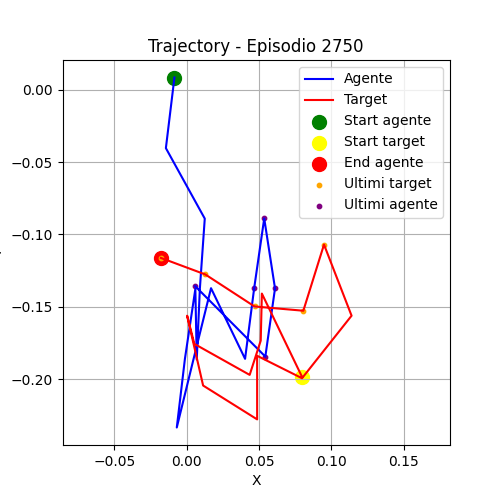 Trajectory - Episodio 2750
Agente
Target
Start agente
Start target
End agente
Ultimi target
Ultimi agente
0.00
−0.05
−0.10
−0.15
−0.20
−0.05
0.00
0.05
0.10
0.15
X